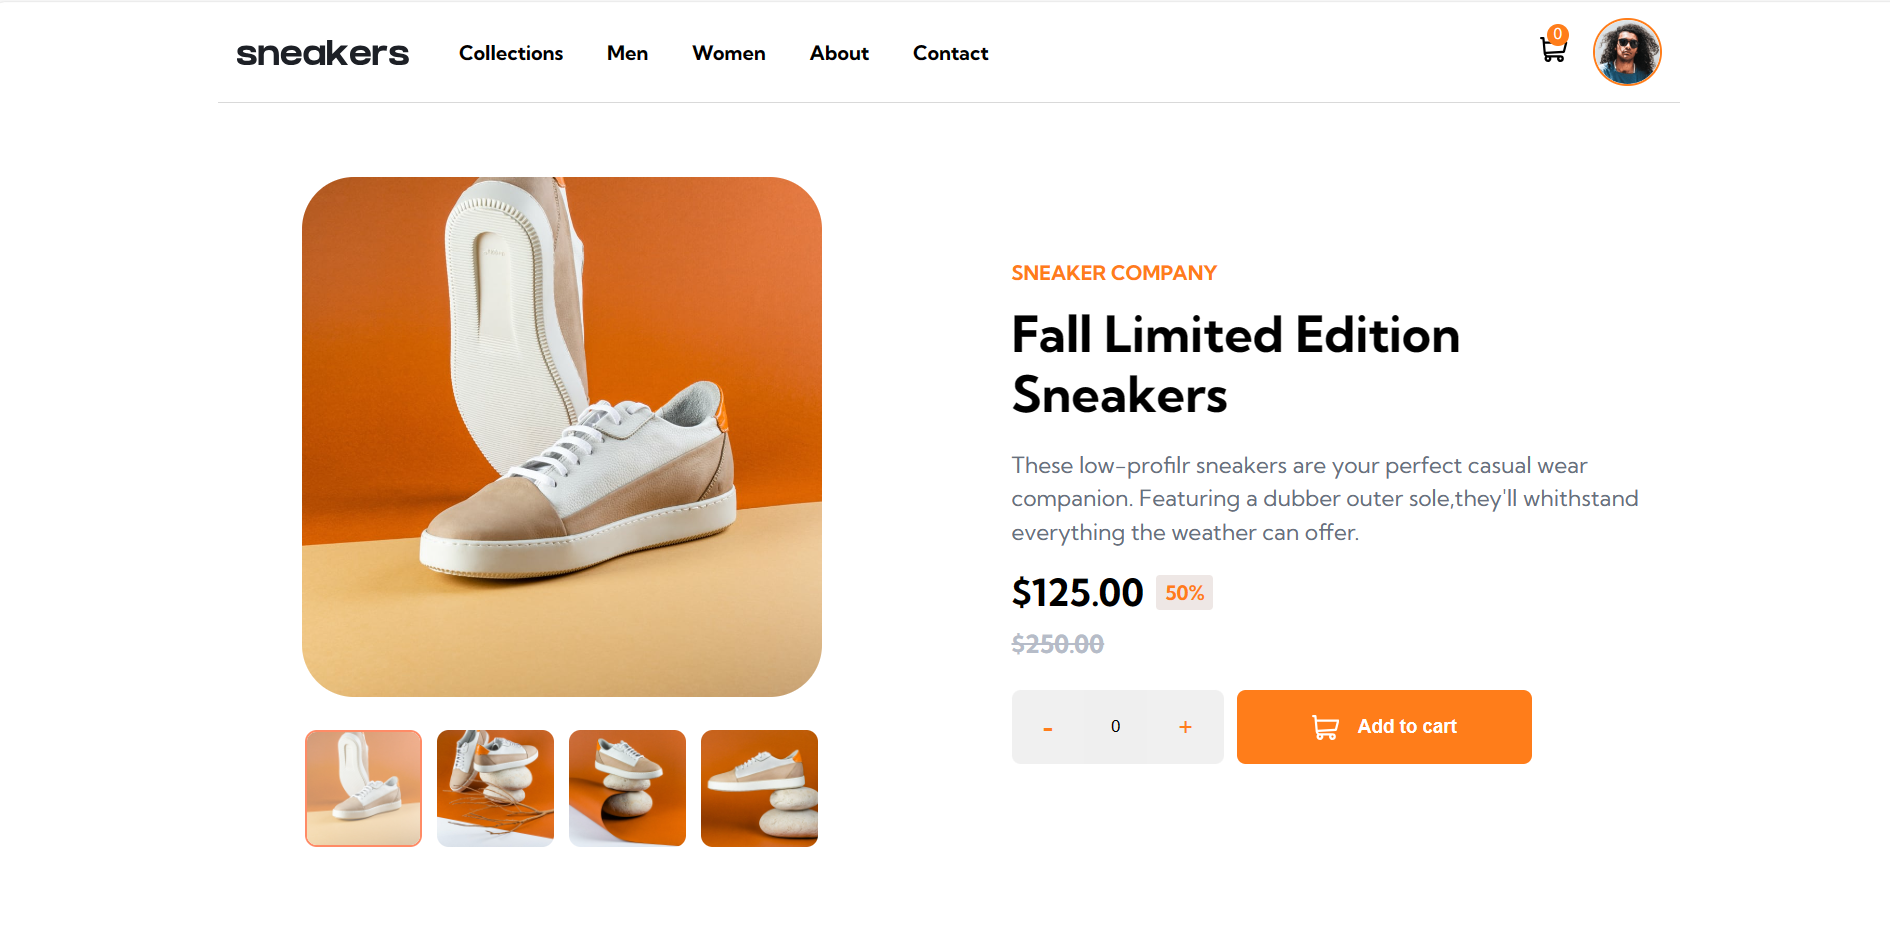 sneakers
Collections Men Women About Contact
0
SNEAKER COMPANY
Fall Limited Edition
Sneakers
These low-profilr sneakers are your perfect casual wear
companion. Featuring a dubber outer sole,they'll whithstand
everything the weather can offer.
$125.00 50%
$250.00
- 0 +
Add to cart